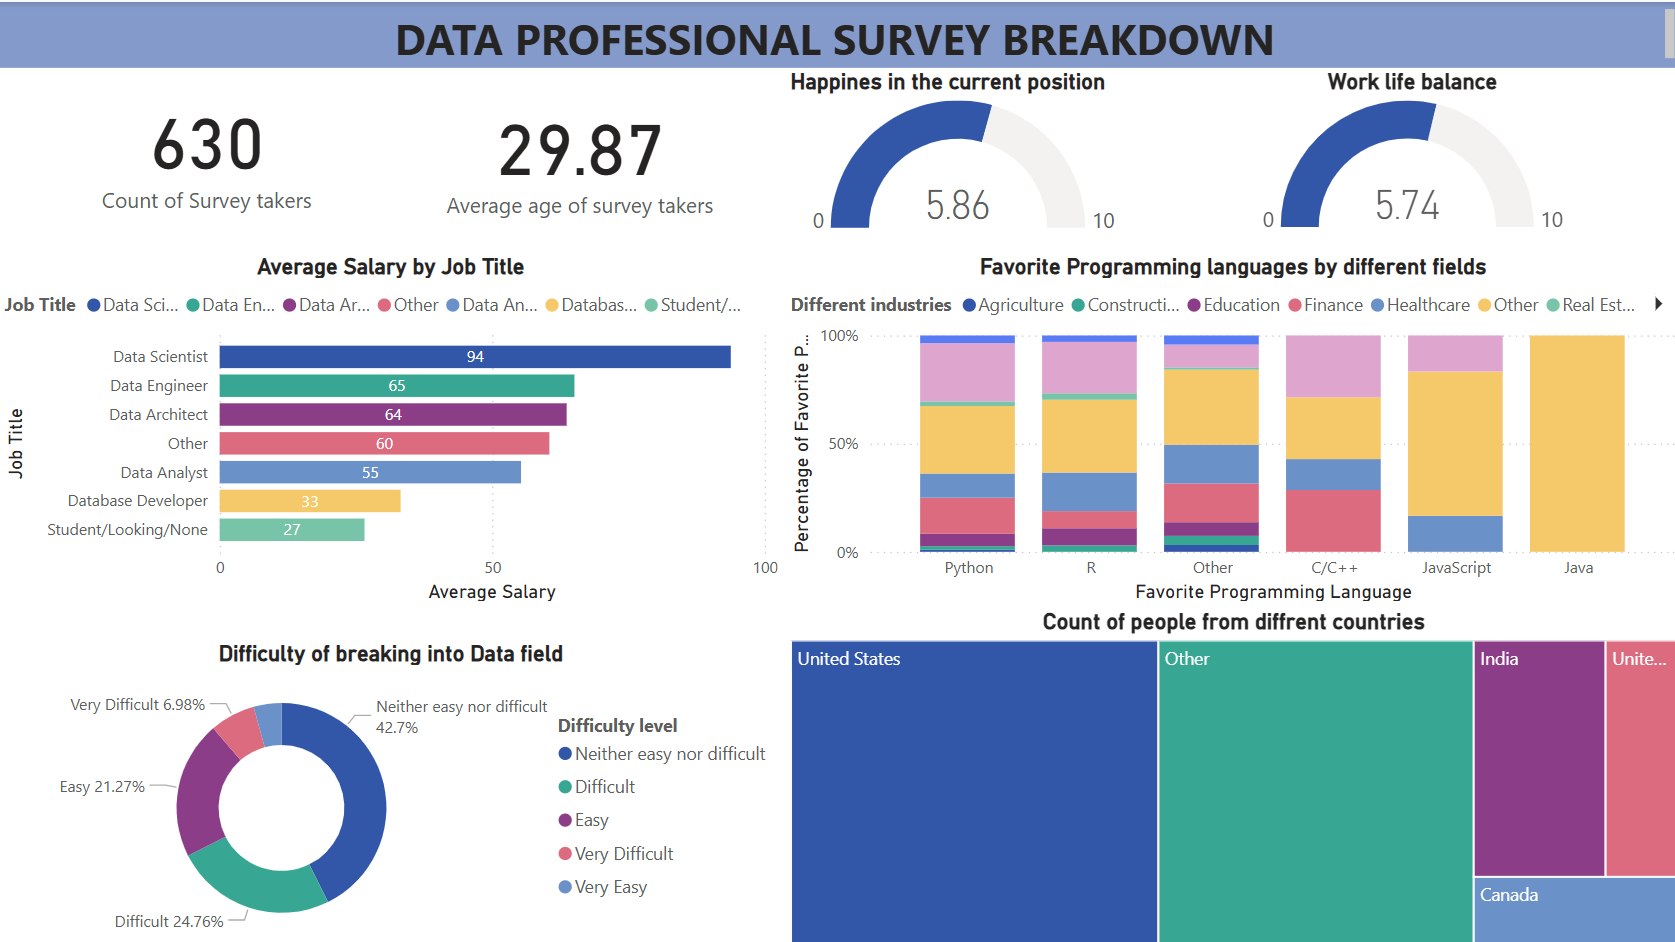 DATA PROFESSIONAL SURVEY BREAKDOWN
630
Count of Survey takers
29.87
Average age of survey takers
Happines in the current position
0
5.86
10
Work life balance
0
5.74
10
Average Salary by Job Title
Job Title Data Sci... Data En... Data Ar... Other Data An... Databas... Student/...
Job Title
Data Scientist 94
Data Engineer 65
Data Architect 64
Other 60
Data Analyst 55
Database Developer 33
Student/Looking/None 27
0 50 100
Average Salary
Favorite Programming languages by different fields
Different industries Agriculture Constructi... Education Finance Healthcare Other Real Est...
Percentage of Favorite P...
100%
50%
0%
Python R Other C/C++ JavaScript Java
Favorite Programming Language
Difficulty of breaking into Data field
Very Difficult 6.98%
Neither easy nor difficult
42.7%
Easy 21.27%
Difficult 24.76%
Difficulty level
Neither easy nor difficult
Difficult
Easy
Very Difficult
Very Easy
Count of people from diffrent countries
United States
Other
India
Unite...
Canada